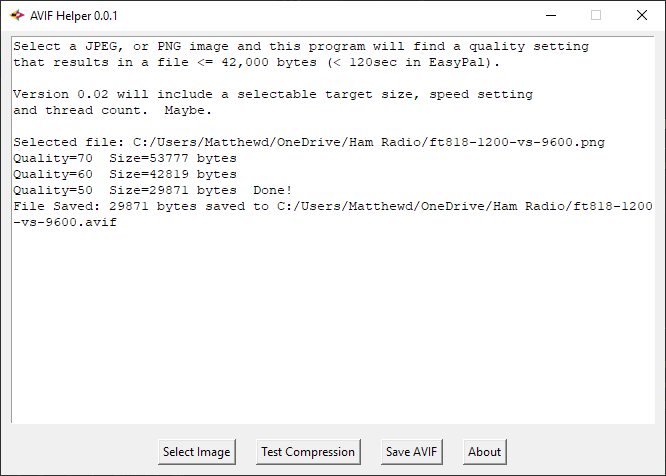 AVIF Helper 0.0.1
Select a JPEG, or PNG image and this program will find a quality setting
that results in a file <= 42,000 bytes (< 120sec in EasyPal).
Version 0.02 will include a selectable target size, speed setting
and thread count.  Maybe.
Selected file: C:/Users/Matthewd/OneDrive/Ham Radio/ft818-1200-vs-9600.png
Quality=70  Size=53777 bytes
Quality=60  Size=42819 bytes
Quality=50  Size=29871 bytes  Done!
File Saved: 29871 bytes saved to C:/Users/Matthewd/OneDrive/Ham Radio/ft818-1200
-vs-9600.avif
Select Image Test Compression Save AVIF About